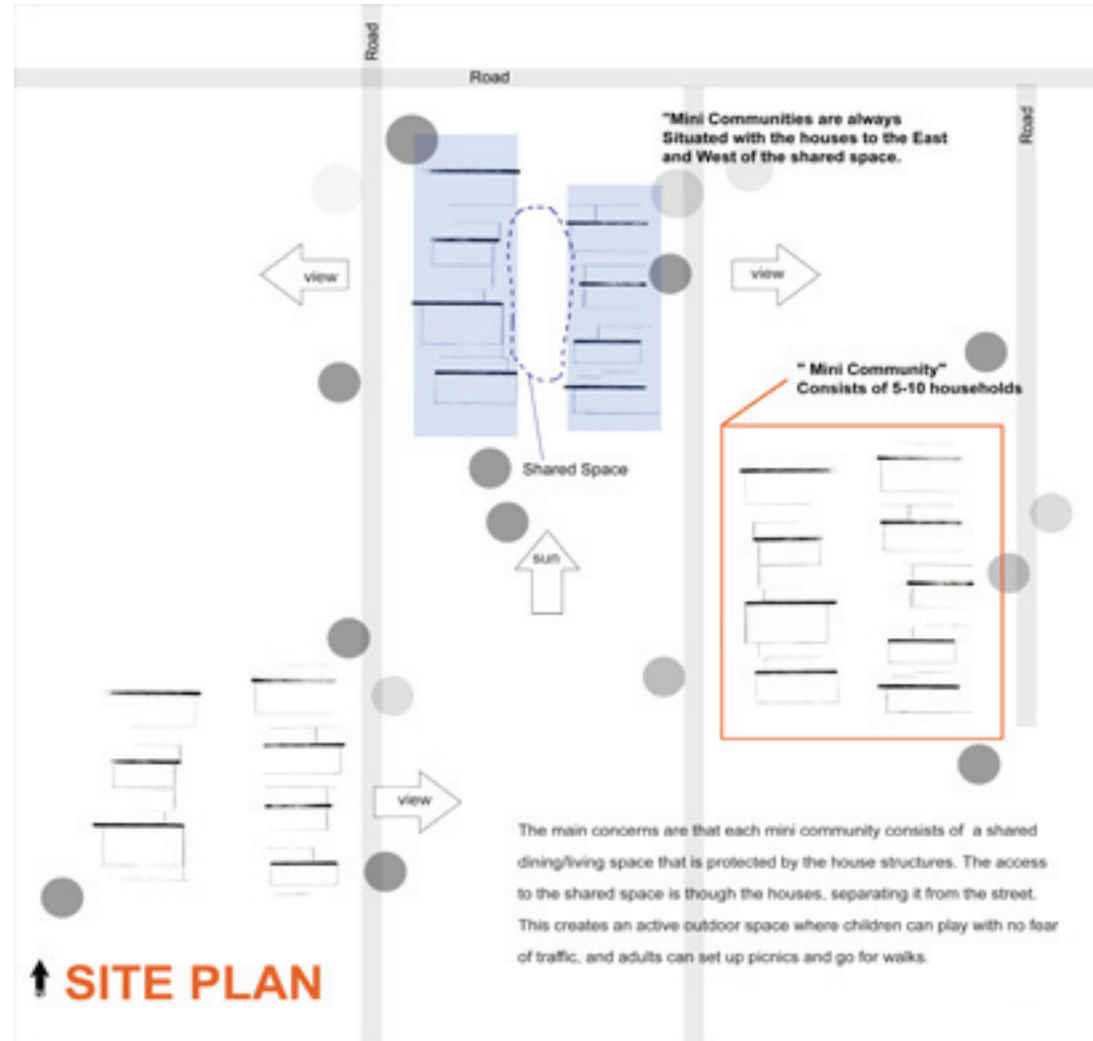 Road
Road
Road
"Mini Communities are always
Situated with the houses to the East
and West of the shared space.
view
view
" Mini Community"
Consists of 5-10 households
Shared Space
sun
view
The main concerns are that each mini community consists of a shared
dining/living space that is protected by the house structures. The access
to the shared space is though the houses, separating it from the street.
This creates an active outdoor space where children can play with no fear
of traffic, and adults can set up picnics and go for walks.
SITE PLAN